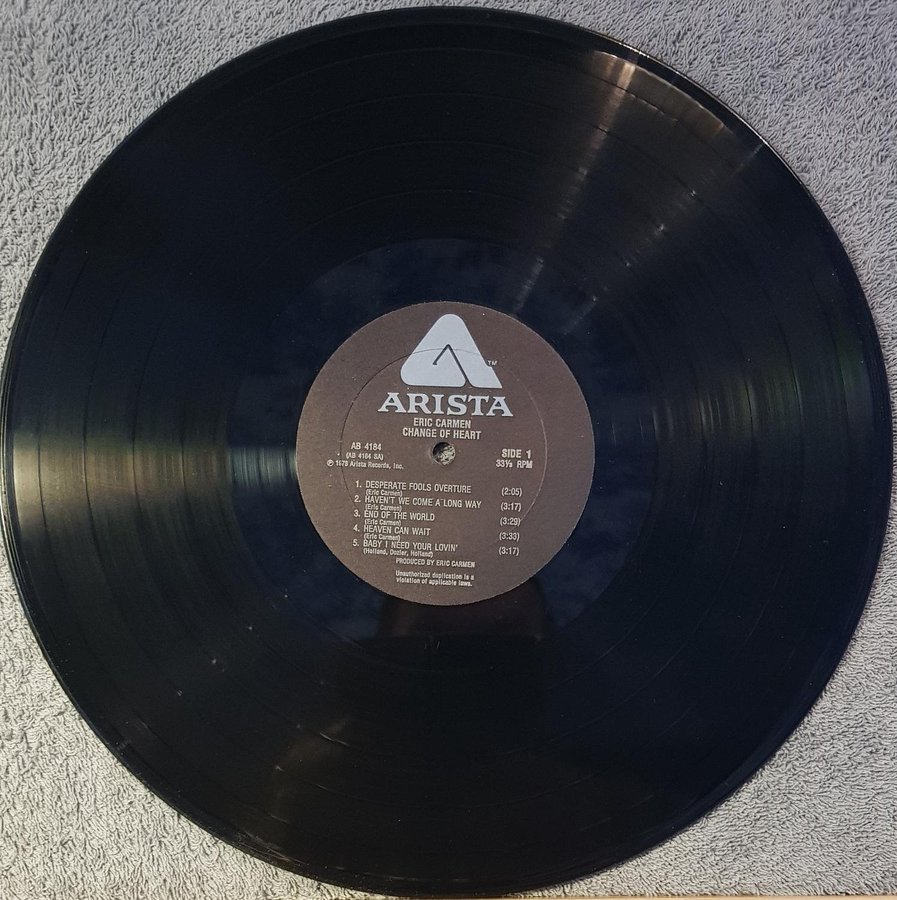 ™
ARISTA
ERIC CARMEN
CHANGE OF HEART
AB 4184
(AB 4184 SA)
℗ 1978 Arista Records, Inc.
SIDE 1
33⅓ RPM
1. DESPERATE FOOLS OVERTURE (2:05)
(Eric Carmen)
2. HAVEN'T WE COME A LONG WAY (3:17)
(Eric Carmen)
3. END OF THE WORLD (3:29)
(Eric Carmen)
4. HEAVEN CAN WAIT (3:33)
(Eric Carmen)
5. BABY I NEED YOUR LOVIN' (3:17)
(Holland, Dozier, Holland)
PRODUCED BY ERIC CARMEN
Unauthorized duplication is a
violation of applicable laws.